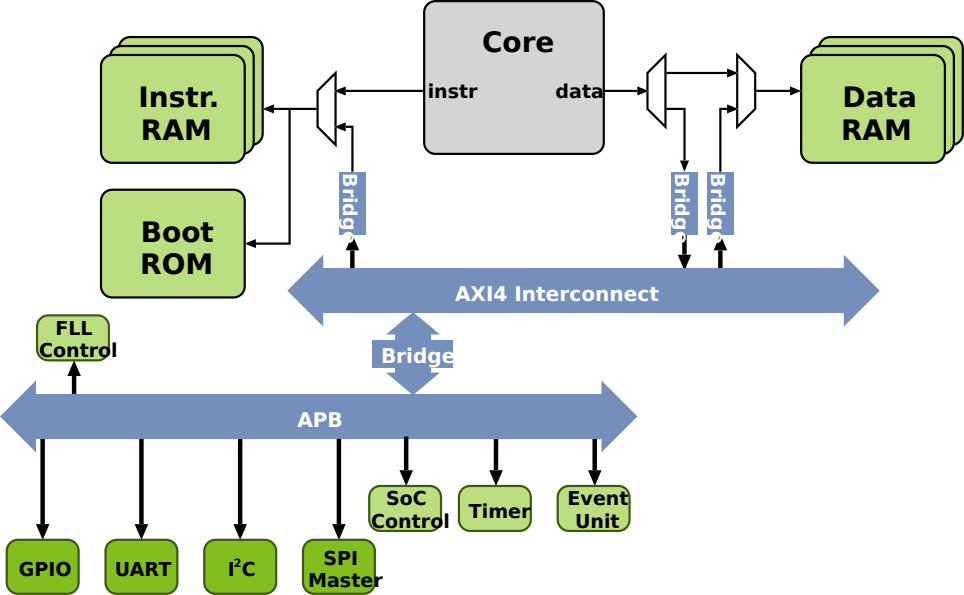 Core
instr
data
Instr.
RAM
Data
RAM
Boot
ROM
Bridge
Bridge
Bridge
AXI4 Interconnect
FLL
Control
Bridge
APB
SoC
Control
Timer
Event
Unit
GPIO
UART
I²C
SPI
Master